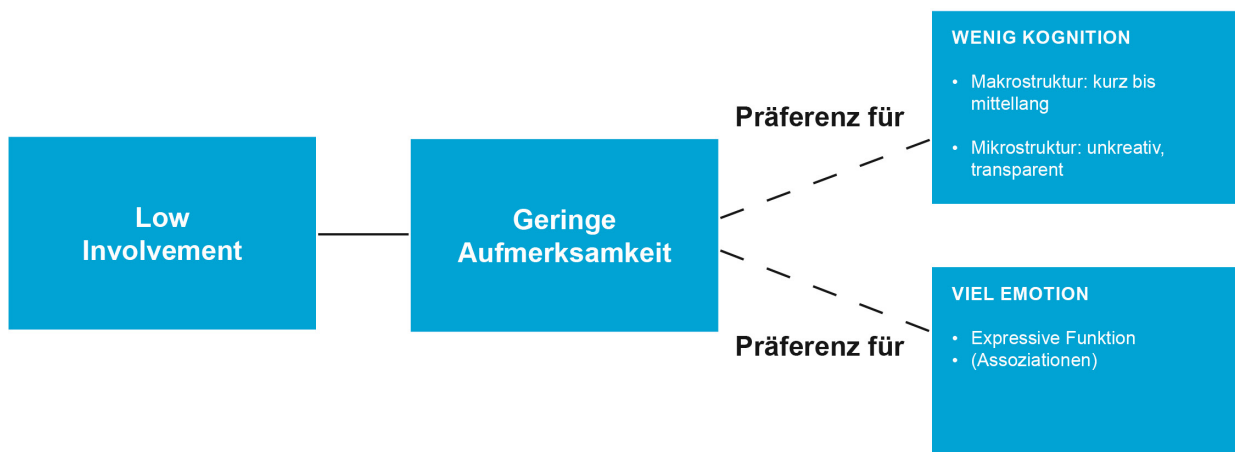 Low
Involvement
Geringe
Aufmerksamkeit
Präferenz für
WENIG KOGNITION
• Makrostruktur: kurz bis
mittellang
• Mikrostruktur: unkreativ,
transparent
Präferenz für
VIEL EMOTION
• Expressive Funktion
• (Assoziationen)